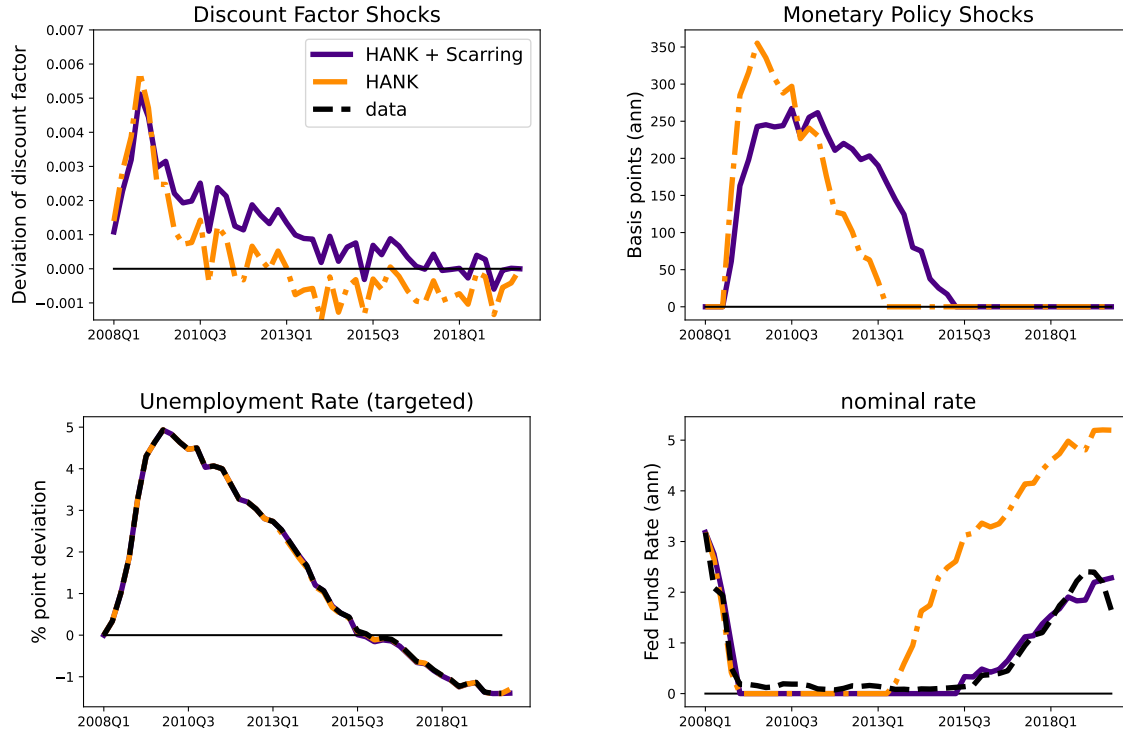 Discount Factor Shocks
Deviation of discount factor
0.007
0.006
0.005
0.004
0.003
0.002
0.001
0.000
−0.001
2008Q1 2010Q3 2013Q1 2015Q3 2018Q1
HANK + Scarring
HANK
data
Monetary Policy Shocks
Basis points (ann)
350
300
250
200
150
100
50
0
2008Q1 2010Q3 2013Q1 2015Q3 2018Q1
Unemployment Rate (targeted)
% point deviation
5
4
3
2
1
0
−1
2008Q1 2010Q3 2013Q1 2015Q3 2018Q1
nominal rate
Fed Funds Rate (ann)
5
4
3
2
1
0
2008Q1 2010Q3 2013Q1 2015Q3 2018Q1